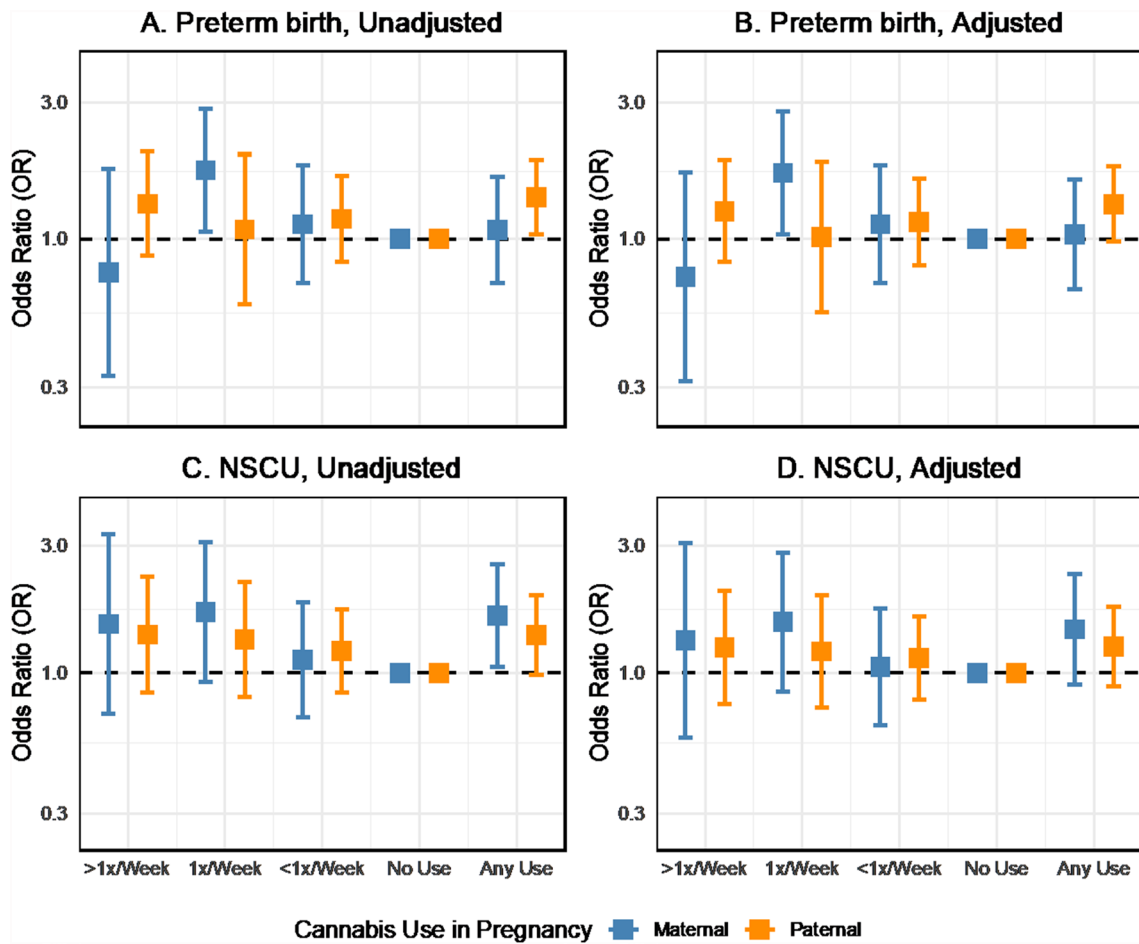 A. Preterm birth, Unadjusted
B. Preterm birth, Adjusted
Odds Ratio (OR)
3.0
1.0
0.3
Odds Ratio (OR)
3.0
1.0
0.3
C. NSCU, Unadjusted
D. NSCU, Adjusted
Odds Ratio (OR)
3.0
1.0
0.3
Odds Ratio (OR)
3.0
1.0
0.3
>1x/Week 1x/Week <1x/Week No Use Any Use
>1x/Week 1x/Week <1x/Week No Use Any Use
Cannabis Use in Pregnancy Maternal Paternal